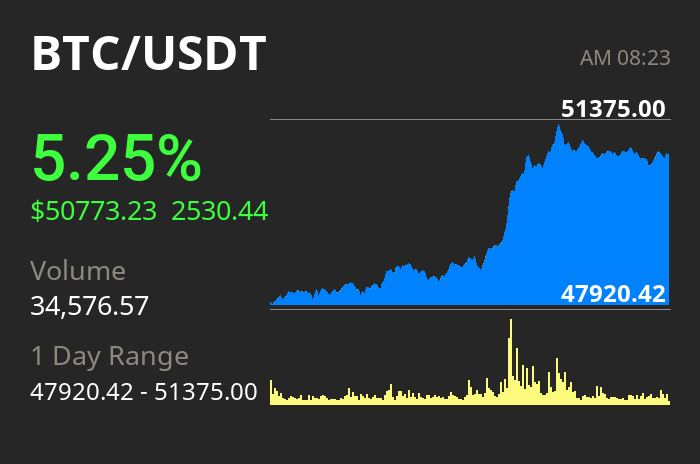 BTC/USDT
AM 08:23
51375.00
5.25%
$50773.23 2530.44
Volume
34,576.57
47920.42
1 Day Range
47920.42 - 51375.00